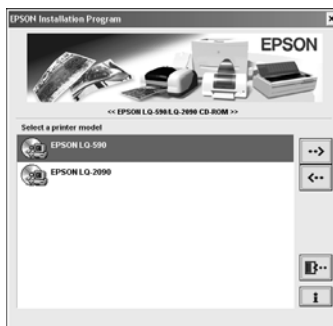 EPSON Installation Program
EPSON
<< EPSON LQ-590/LQ-2090 CD-ROM >>
Select a printer model
EPSON LQ-590
EPSON LQ-2090